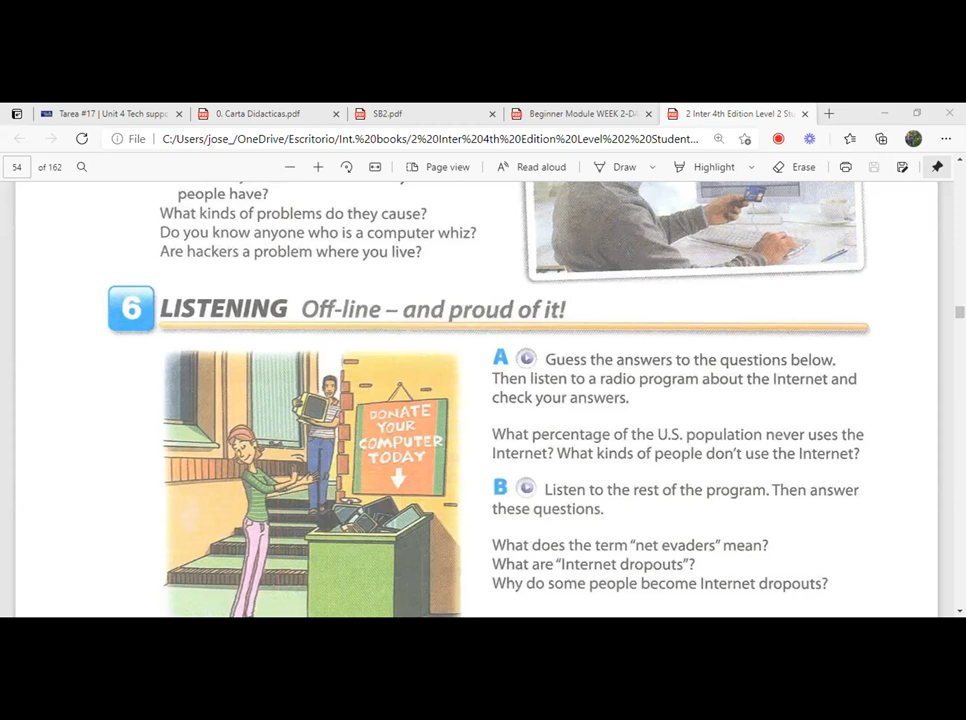 Tarea #17 | Unit 4 Tech suppo
0. Carta Didacticas.pdf
SB2.pdf
Beginner Module WEEK 2-DA
2 Inter 4th Edition Level 2 Stu
File C:/Users/jose_/OneDrive/Escritorio/Int.%20books/2%20Inter%204th%20Edition%20Level%202%20Student...
54 of 162 Page view Read aloud Draw Highlight Erase
people have?
What kinds of problems do they cause?
Do you know anyone who is a computer whiz?
Are hackers a problem where you live?
6 LISTENING Off-line – and proud of it!
DONATE
YOUR
COMPUTER
TODAY
A Guess the answers to the questions below.
Then listen to a radio program about the Internet and
check your answers.
What percentage of the U.S. population never uses the
Internet? What kinds of people don't use the Internet?
B Listen to the rest of the program. Then answer
these questions.
What does the term "net evaders" mean?
What are "Internet dropouts"?
Why do some people become Internet dropouts?